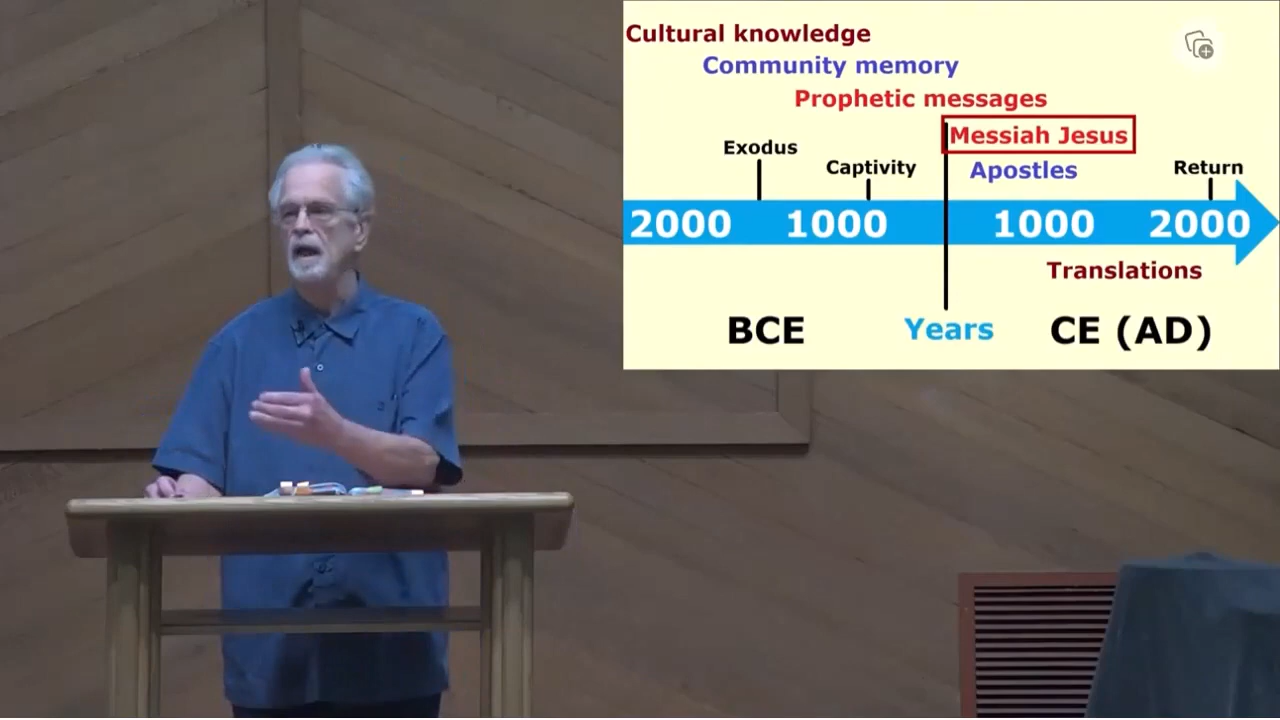 Cultural knowledge
Community memory
Prophetic messages
Messiah Jesus
Exodus
Captivity
Apostles
Return
2000 1000 1000 2000
Translations
BCE Years CE (AD)